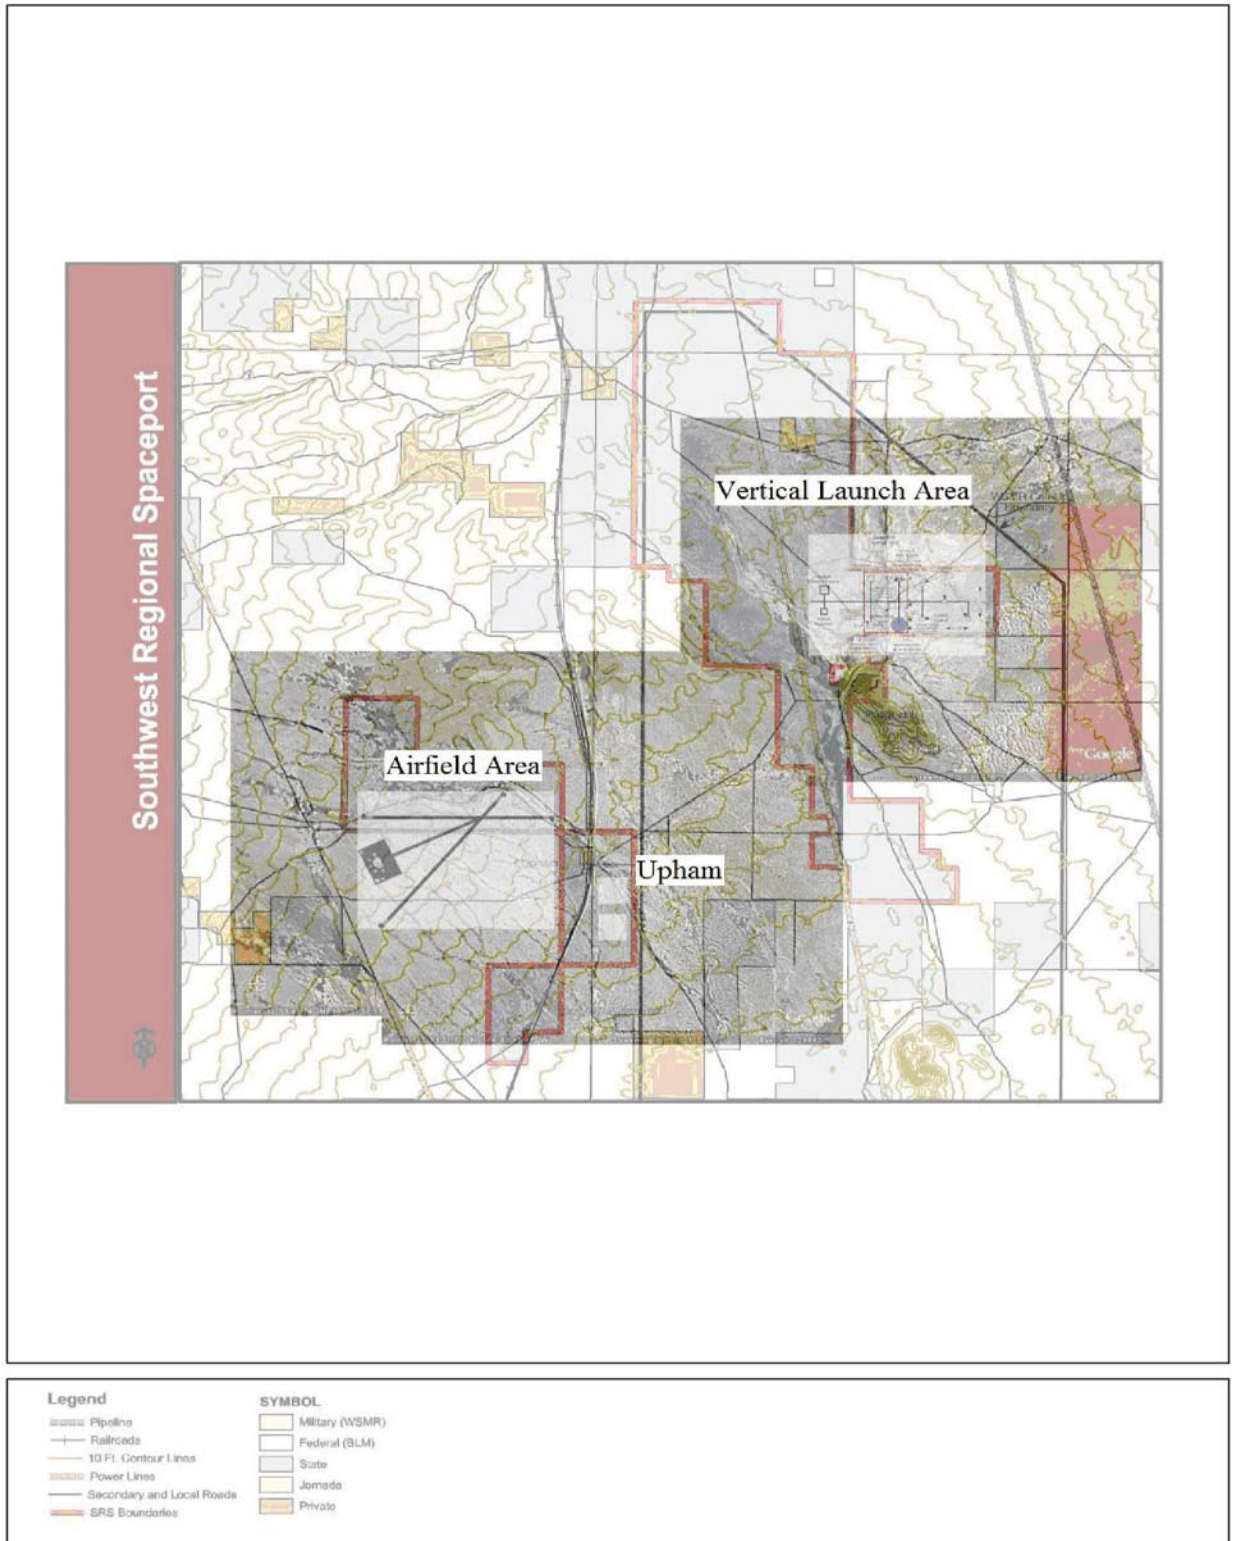 Southwest Regional Spaceport
Vertical Launch Area
Boundary
Google
Airfield Area
Upham
Legend
Pipeline
Railroads
10 Ft. Contour Lines
Power Lines
Secondary and Local Roads
SRS Boundaries
SYMBOL
Military (WSMR)
Federal (BLM)
State
Jornada
Private